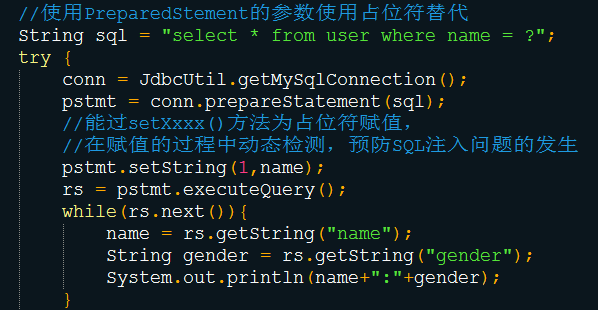 //使用PreparedStement的参数使用占位符替代
String sql = "select * from user where name = ?";
try {
conn = JdbcUtil.getMySqlConnection();
pstmt = conn.prepareStatement(sql);
//能过setXxxx()方法为占位符赋值，
//在赋值的过程中动态检测，预防SQL注入问题的发生
pstmt.setString(1,name);
rs = pstmt.executeQuery();
while(rs.next()){
name = rs.getString("name");
String gender = rs.getString("gender");
System.out.println(name+":"+gender);
}